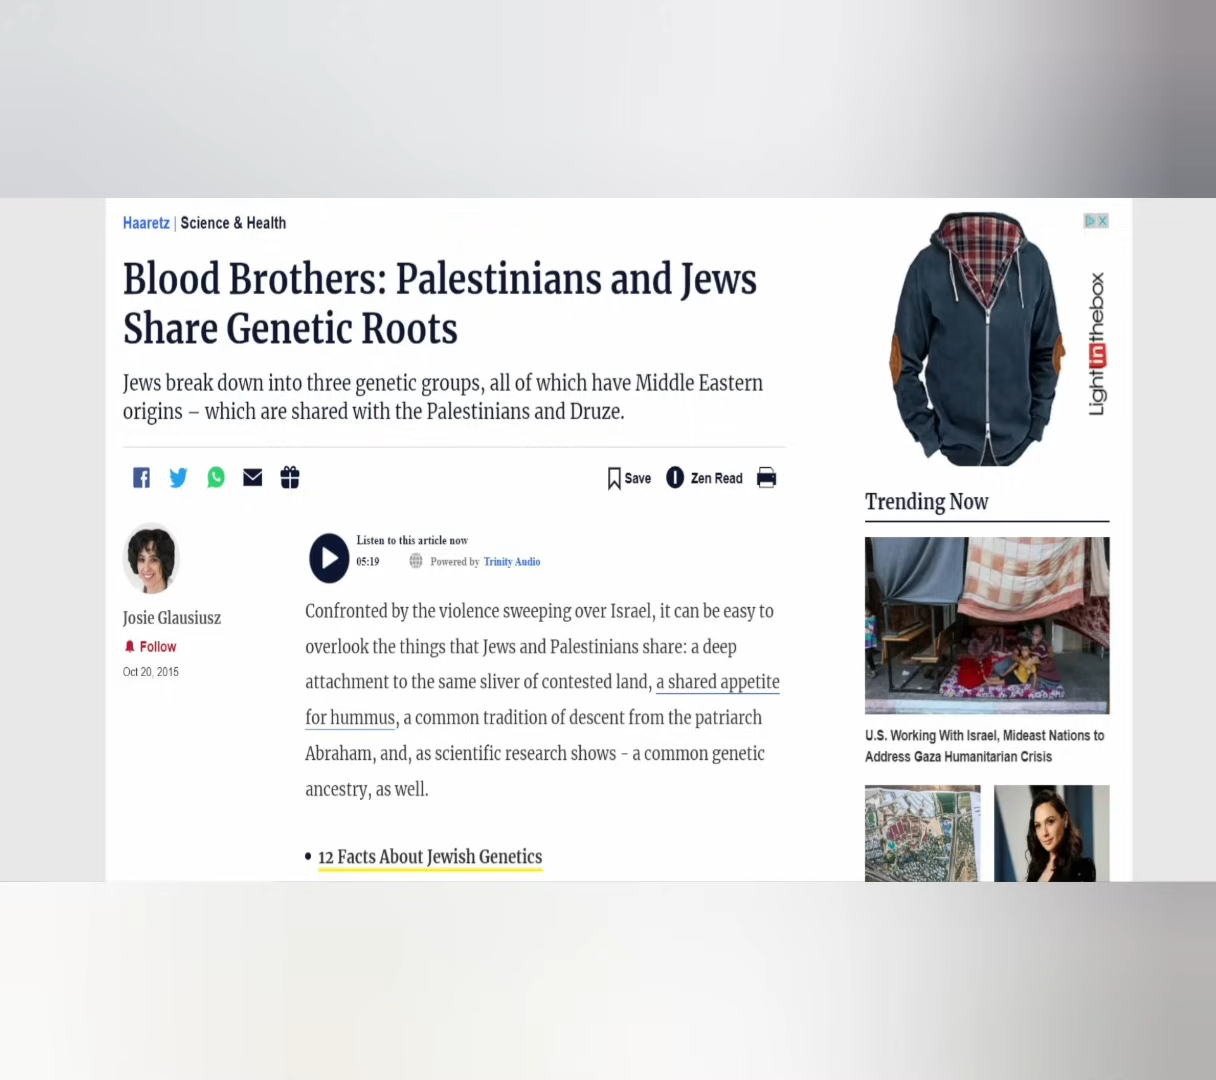 Haaretz | Science & Health
Blood Brothers: Palestinians and Jews
Share Genetic Roots
Jews break down into three genetic groups, all of which have Middle Eastern
origins – which are shared with the Palestinians and Druze.
Save
Zen Read
Josie Glausiusz
Follow
Oct 20, 2015
Listen to this article now
05:19
Powered by Trinity Audio
Confronted by the violence sweeping over Israel, it can be easy to
overlook the things that Jews and Palestinians share: a deep
attachment to the same sliver of contested land, a shared appetite
for hummus, a common tradition of descent from the patriarch
Abraham, and, as scientific research shows - a common genetic
ancestry, as well.
• 12 Facts About Jewish Genetics
Lightinthebox
Trending Now
U.S. Working With Israel, Mideast Nations to
Address Gaza Humanitarian Crisis